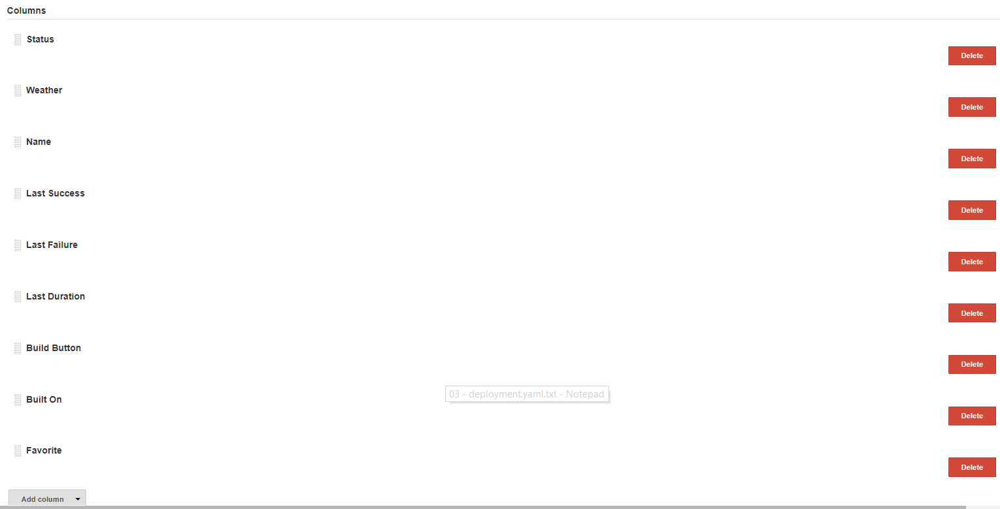 Columns
Status
Delete
Weather
Delete
Name
Delete
Last Success
Delete
Last Failure
Delete
Last Duration
Delete
Build Button
Delete
Built On
03 - deployment.yaml.txt - Notepad
Delete
Favorite
Delete
Add column